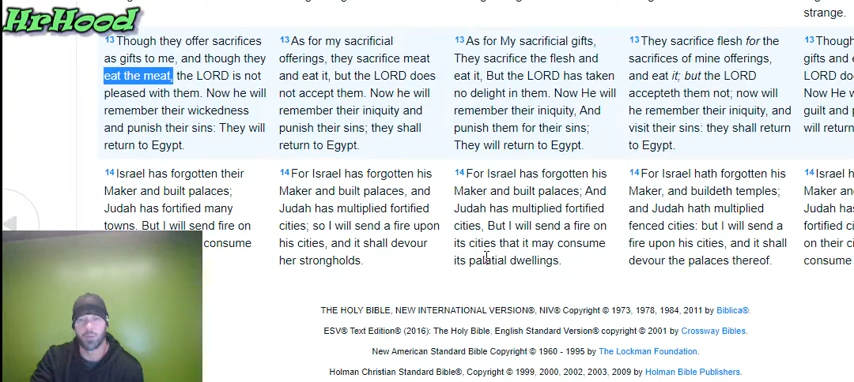 HrHood
strange.
13 Though they offer sacrifices
as gifts to me, and though they
eat the meat, the LORD is not
pleased with them. Now he will
remember their wickedness
and punish their sins: They will
return to Egypt.
14 Israel has forgotten their
Maker and built palaces;
Judah has fortified many
towns. But I will send fire on
consume
13 As for my sacrificial
offerings, they sacrifice meat
and eat it, but the LORD does
not accept them. Now he will
remember their iniquity and
punish their sins; they shall
return to Egypt.
14 For Israel has forgotten his
Maker and built palaces, and
Judah has multiplied fortified
cities; so I will send a fire upon
his cities, and it shall devour
her strongholds.
13 As for My sacrificial gifts,
They sacrifice the flesh and
eat it, But the LORD has taken
no delight in them. Now He will
remember their iniquity, And
punish them for their sins;
They will return to Egypt.
14 For Israel has forgotten his
Maker and built palaces; And
Judah has multiplied fortified
cities, But I will send a fire on
its cities that it may consume
its palatial dwellings.
13 They sacrifice flesh for the
sacrifices of mine offerings,
and eat it; but the LORD
accepteth them not; now will
he remember their iniquity, and
visit their sins: they shall return
to Egypt.
14 For Israel hath forgotten his
Maker, and buildeth temples;
and Judah hath multiplied
fenced cities: but I will send a
fire upon his cities, and it shall
devour the palaces thereof.
13 Though
gifts and e
LORD do
Now He W
guilt and p
will return
14 Israel ha
Maker and
Judah has
fortified ci
on their ci
consume
THE HOLY BIBLE, NEW INTERNATIONAL VERSION®, NIV® Copyright © 1973, 1978, 1984, 2011 by Biblica®.
ESV® Text Edition® (2016): The Holy Bible, English Standard Version® copyright © 2001 by Crossway Bibles.
New American Standard Bible Copyright © 1960 - 1995 by The Lockman Foundation.
Holman Christian Standard Bible®, Copyright © 1999, 2000, 2002, 2003, 2009 by Holman Bible Publishers.